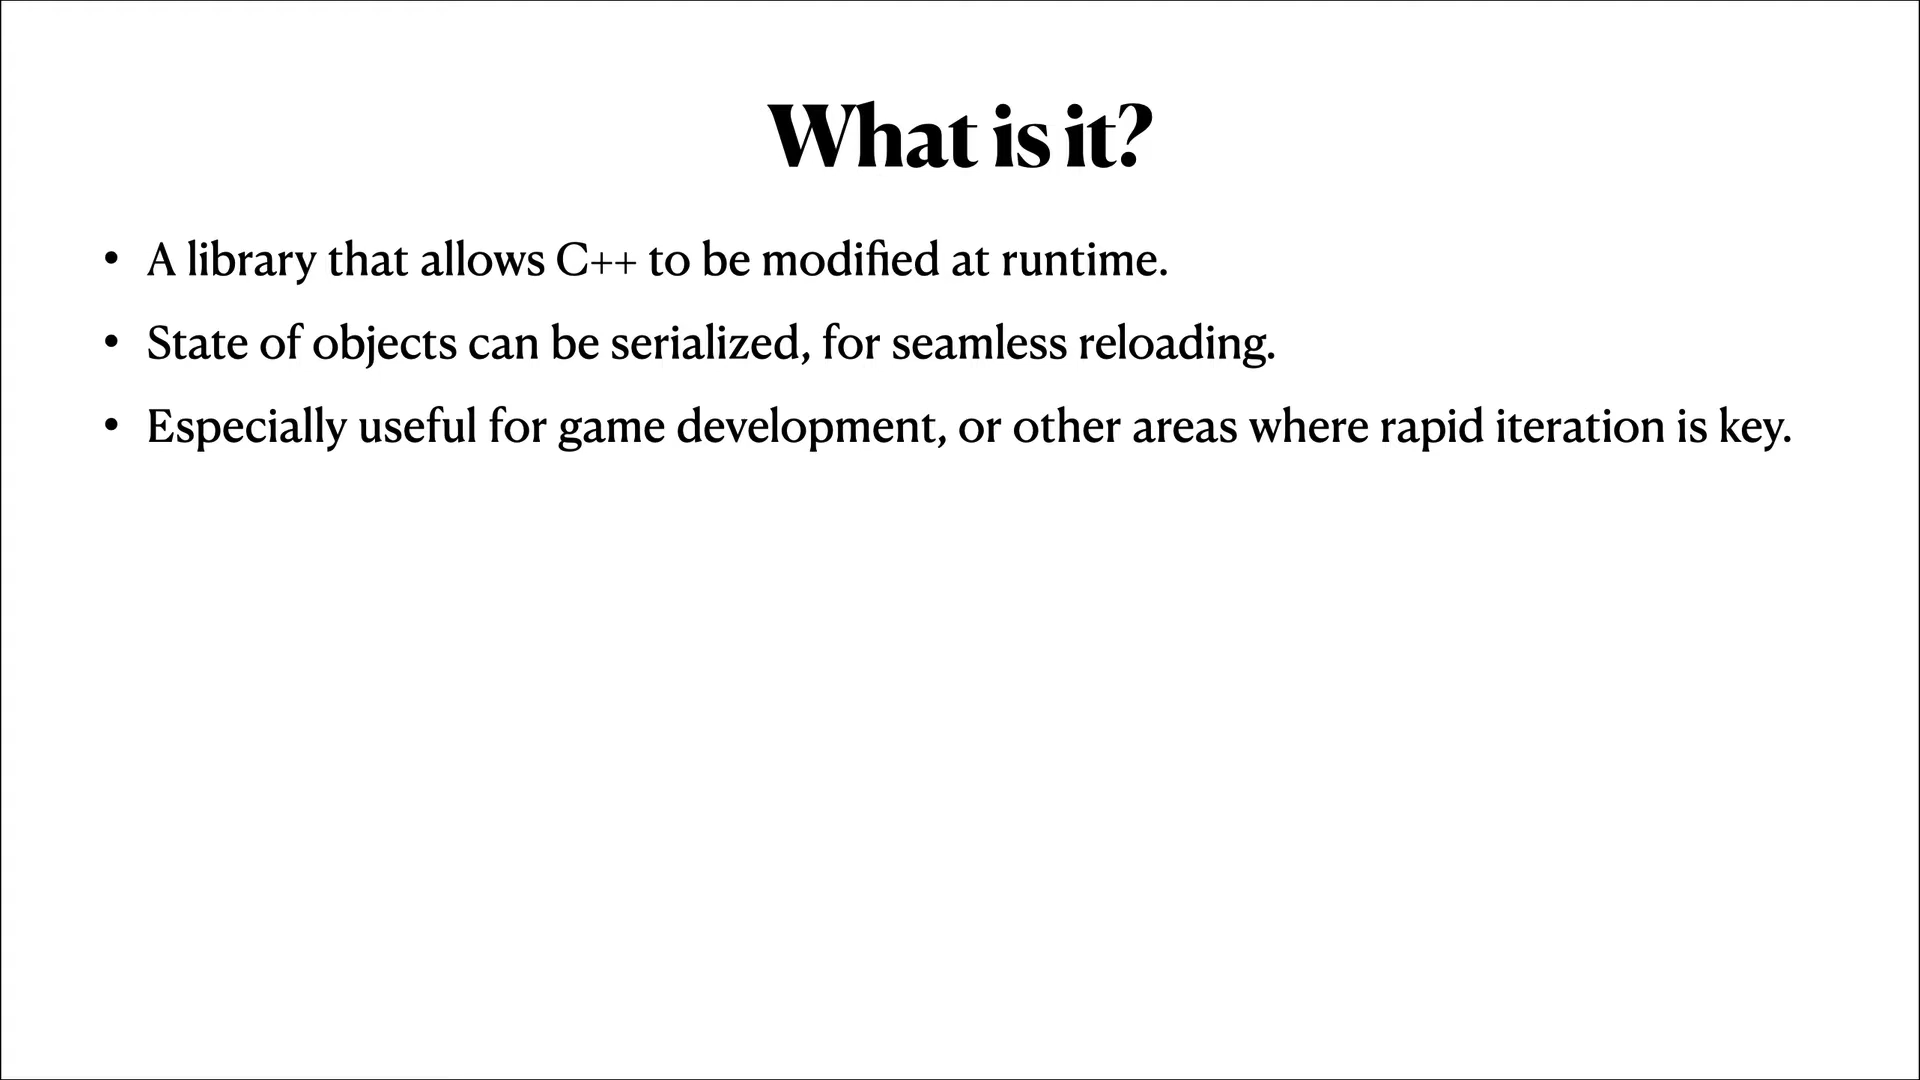 What is it?
• A library that allows C++ to be modified at runtime.
• State of objects can be serialized, for seamless reloading.
• Especially useful for game development, or other areas where rapid iteration is key.